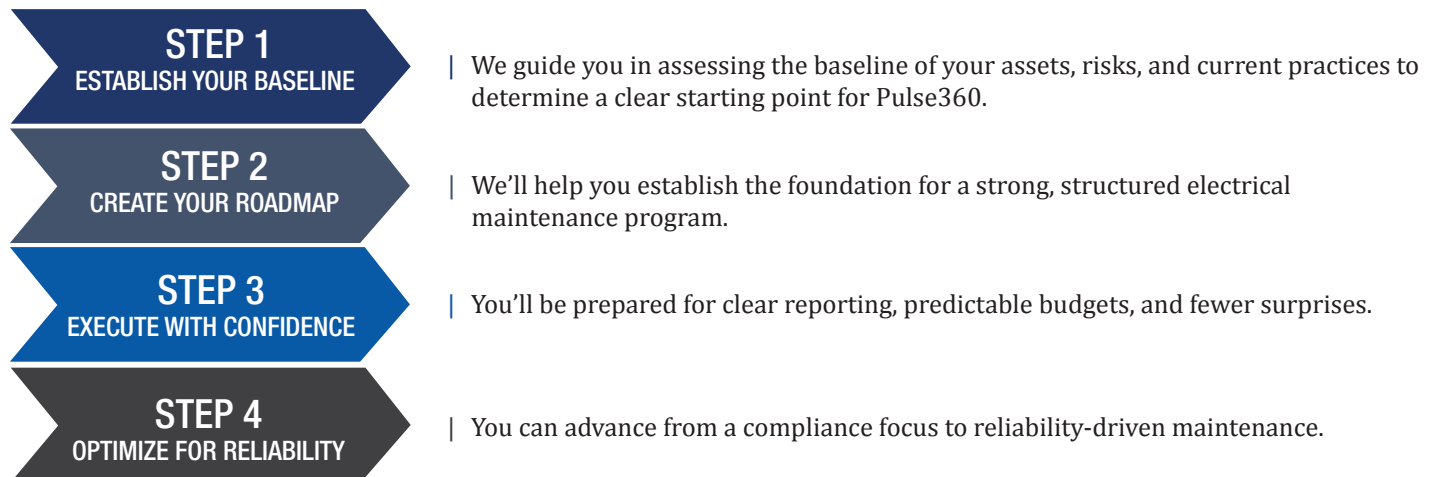 STEP 1
ESTABLISH YOUR BASELINE
| We guide you in assessing the baseline of your assets, risks, and current practices to
determine a clear starting point for Pulse360.
STEP 2
CREATE YOUR ROADMAP
| We’ll help you establish the foundation for a strong, structured electrical
maintenance program.
STEP 3
EXECUTE WITH CONFIDENCE
| You’ll be prepared for clear reporting, predictable budgets, and fewer surprises.
STEP 4
OPTIMIZE FOR RELIABILITY
| You can advance from a compliance focus to reliability-driven maintenance.